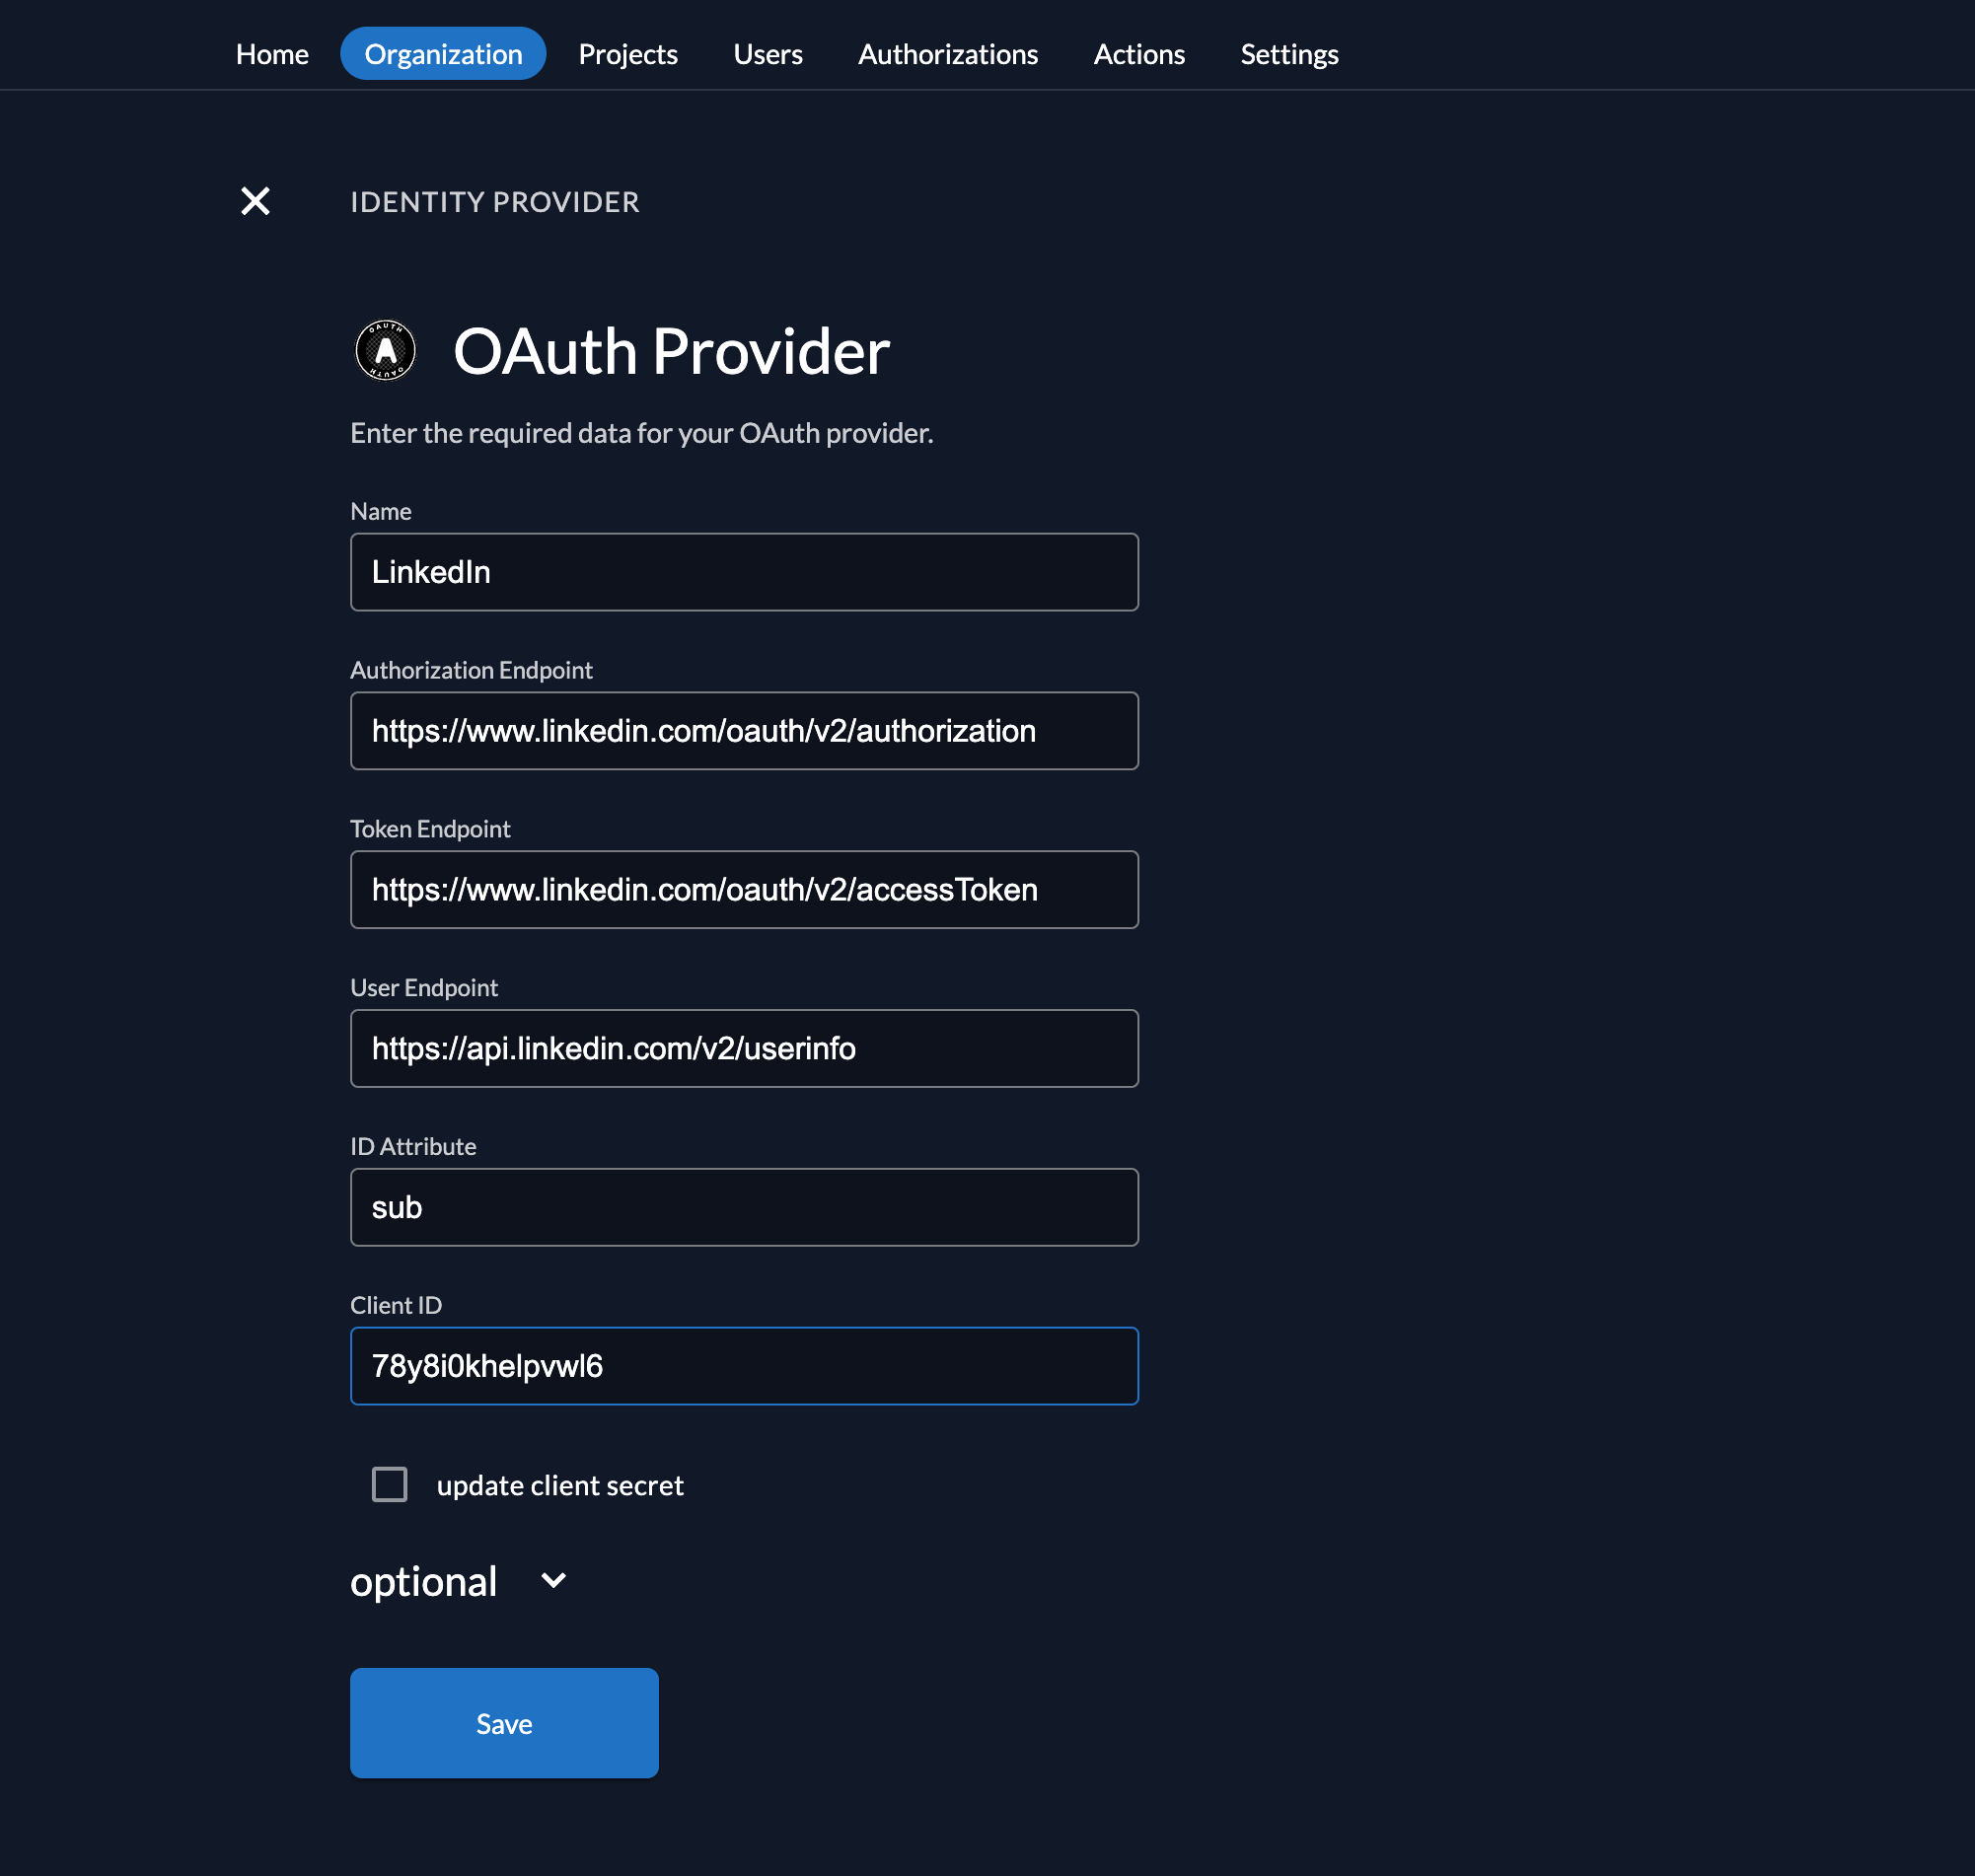 Home Organization Projects Users Authorizations Actions Settings
IDENTITY PROVIDER
OAUTH
A
OAUTH
OAuth Provider
Enter the required data for your OAuth provider.
Name
LinkedIn
Authorization Endpoint
https://www.linkedin.com/oauth/v2/authorization
Token Endpoint
https://www.linkedin.com/oauth/v2/accessToken
User Endpoint
https://api.linkedin.com/v2/userinfo
ID Attribute
sub
Client ID
78y8i0khelpvwl6
update client secret
optional
Save